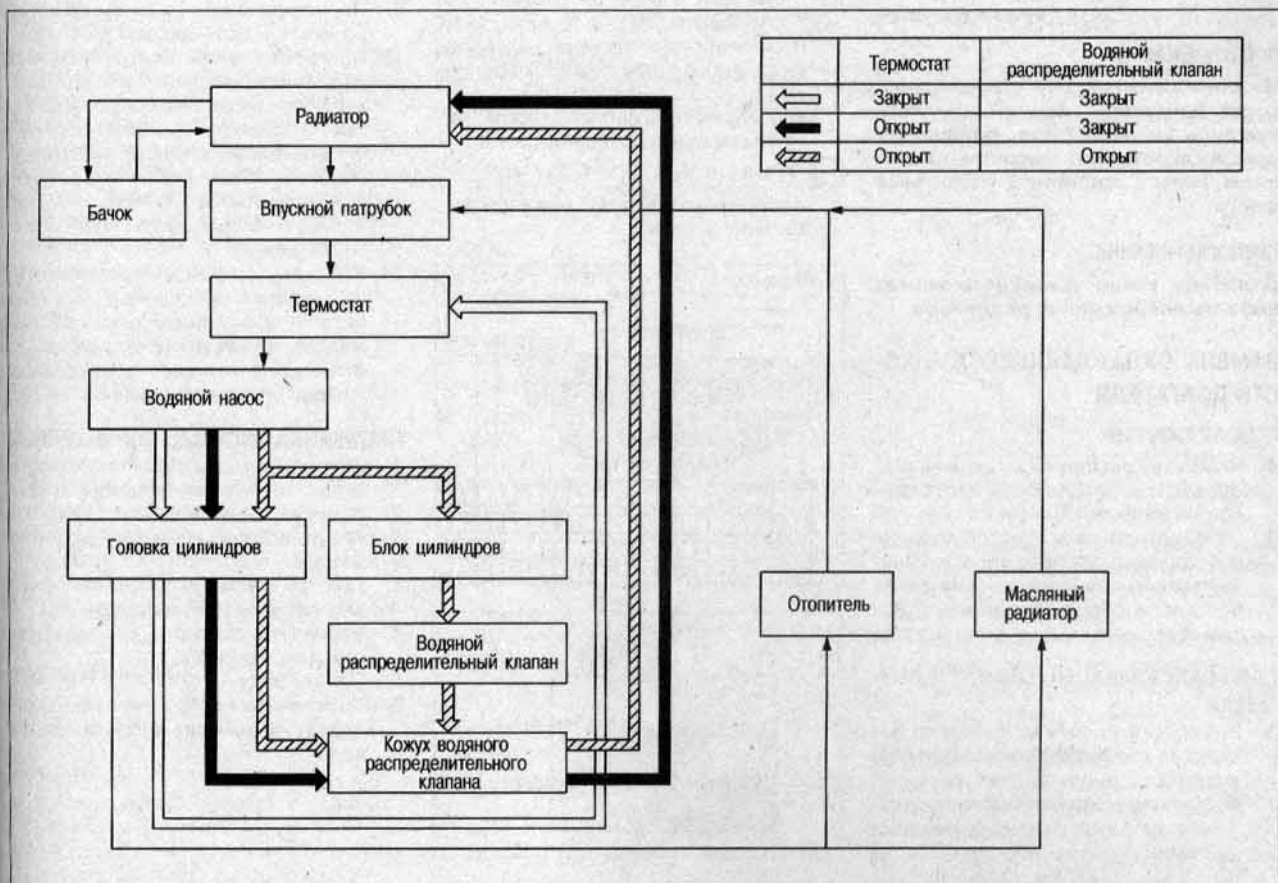 Термостат
Водяной
распределительный клапан
Закрыт
Закрыт
Открыт
Закрыт
Открыт
Открыт
Радиатор
Бачок
Впускной патрубок
Термостат
Водяной насос
Головка цилиндров
Блок цилиндров
Водяной
распределительный клапан
Кожух водяного
распределительного
клапана
Отопитель
Масляный
радиатор